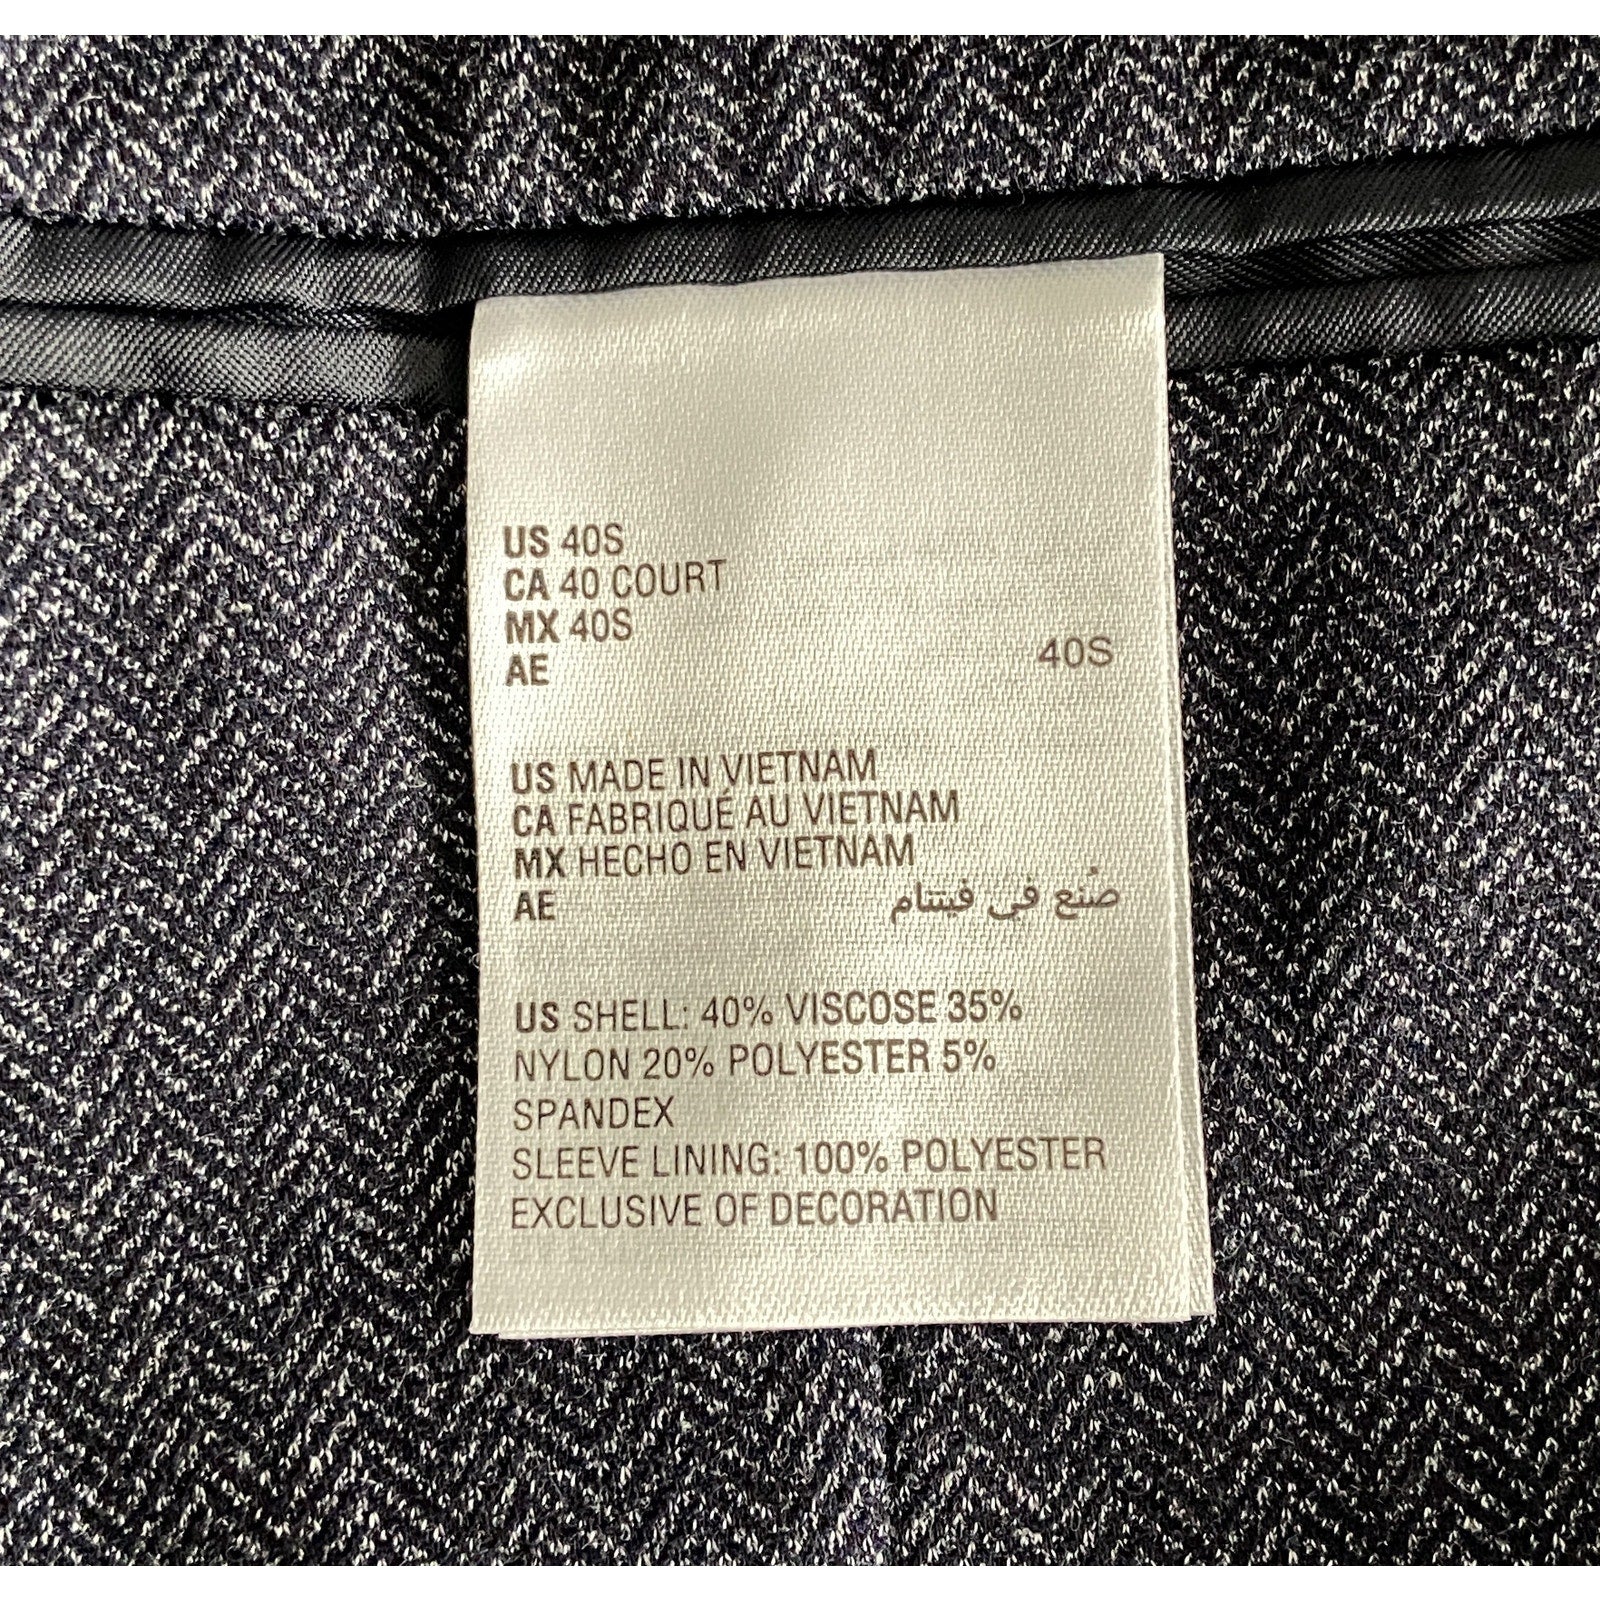 US 40S
CA 40 COURT
MX 40S
AE 40S
US MADE IN VIETNAM
CA FABRIQUÉ AU VIETNAM
MX HECHO EN VIETNAM
AE صُنع في فيتنام
US SHELL: 40% VISCOSE 35%
NYLON 20% POLYESTER 5%
SPANDEX
SLEEVE LINING: 100% POLYESTER
EXCLUSIVE OF DECORATION